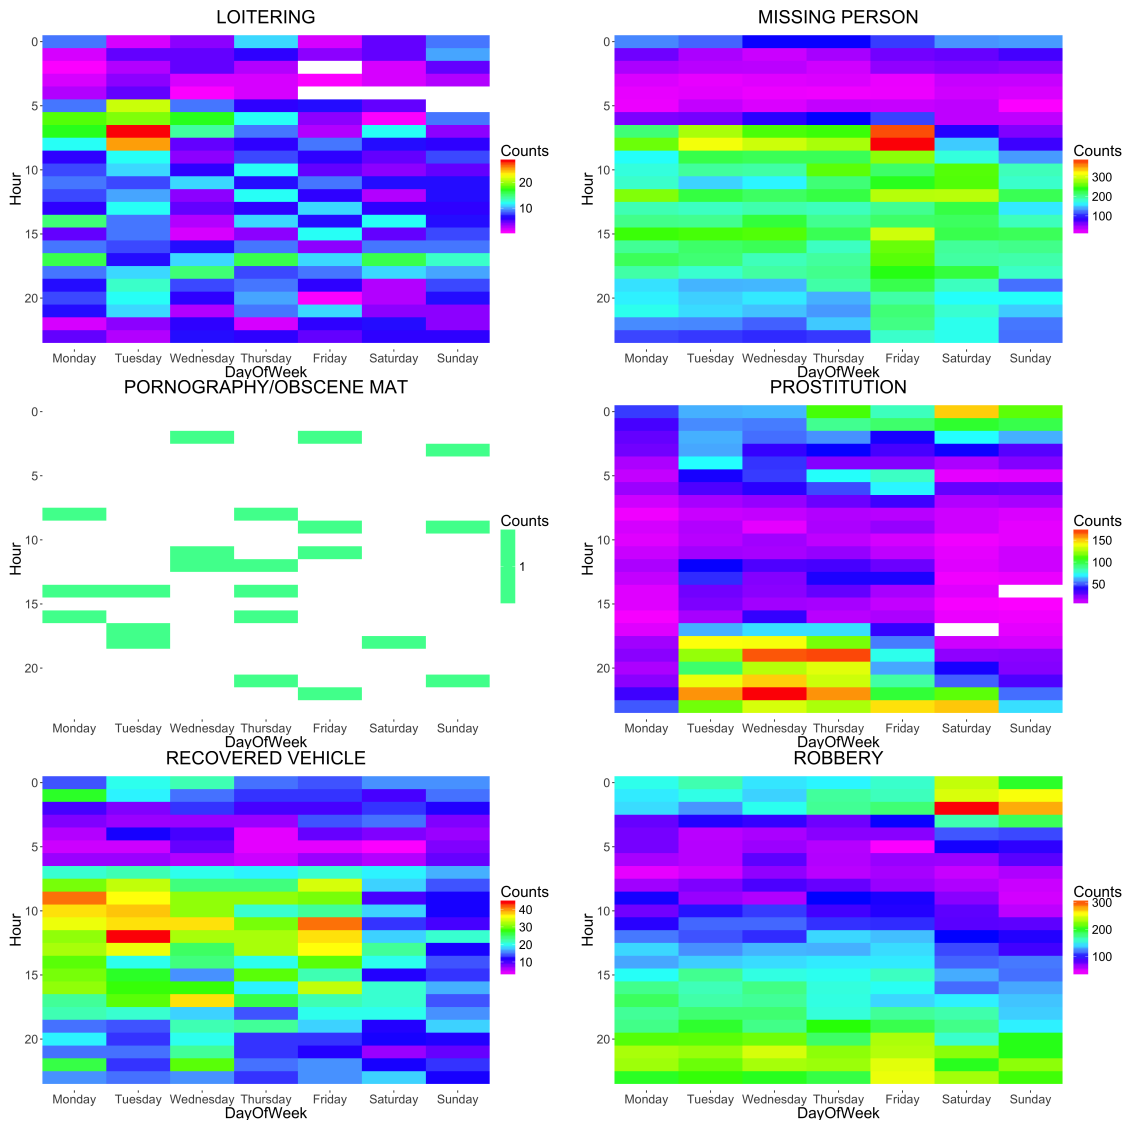 LOITERING
0
5
10
15
20
Hour
Monday Tuesday Wednesday Thursday Friday Saturday Sunday
DayOfWeek
Counts
20
10
MISSING PERSON
0
5
10
15
20
Hour
Monday Tuesday Wednesday Thursday Friday Saturday Sunday
DayOfWeek
Counts
300
200
100
PORNOGRAPHY/OBSCENE MAT
0
5
10
15
20
Hour
Monday Tuesday Wednesday Thursday Friday Saturday Sunday
DayOfWeek
Counts
1
PROSTITUTION
0
5
10
15
20
Hour
Monday Tuesday Wednesday Thursday Friday Saturday Sunday
DayOfWeek
Counts
150
100
50
RECOVERED VEHICLE
0
5
10
15
20
Hour
Monday Tuesday Wednesday Thursday Friday Saturday Sunday
DayOfWeek
Counts
40
30
20
10
ROBBERY
0
5
10
15
20
Hour
Monday Tuesday Wednesday Thursday Friday Saturday Sunday
DayOfWeek
Counts
300
200
100